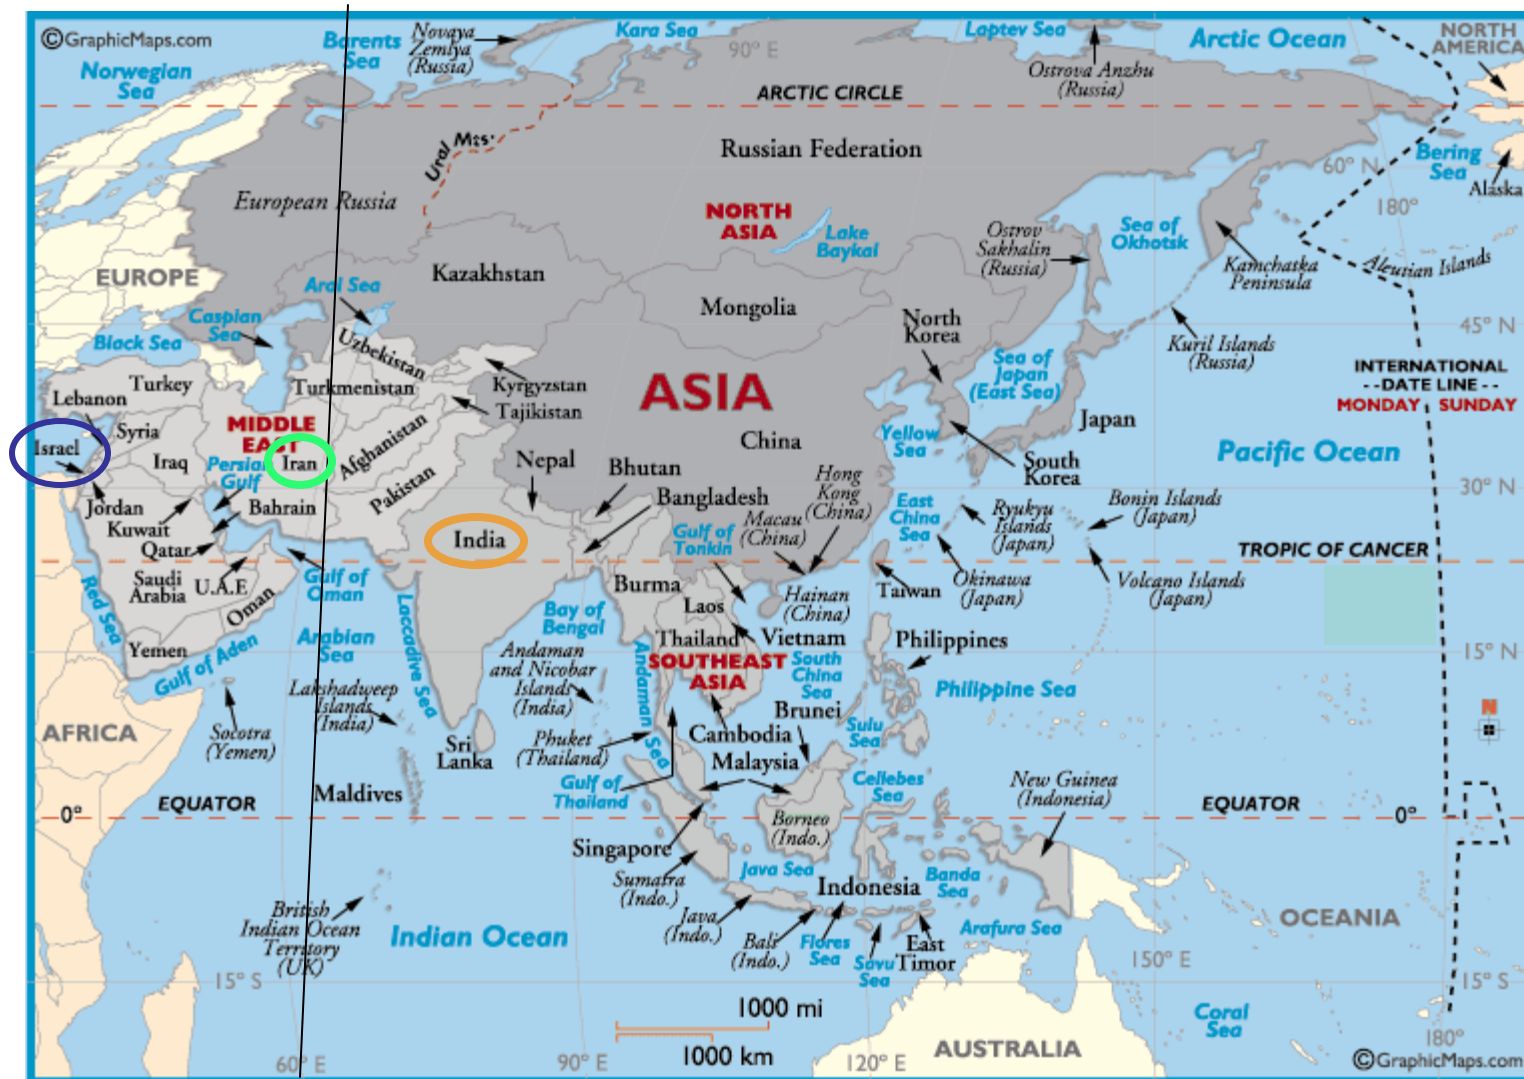 ©GraphicMaps.com
Norwegian
Sea
Barents
Sea
Novaya
Zemlya
(Russia)
Kara Sea
90° E
Laptev Sea
Ostrova Anzhu
(Russia)
Arctic Ocean
NORTH
AMERICA
ARCTIC CIRCLE
Ural Mts.
Russian Federation
60° N
Bering
Sea
Alaska
180°
European Russia
NORTH
ASIA
Lake
Baykal
Ostrov
Sakhalin
(Russia)
Sea of
Okhotsk
Kamchatka
Peninsula
Aleutian Islands
EUROPE
Aral Sea
Kazakhstan
Mongolia
North
Korea
Caspian
Sea
Black Sea
Uzbekistan
Kuril Islands
(Russia)
45° N
Sea of
Japan
(East Sea)
INTERNATIONAL
--DATE LINE--
MONDAY
SUNDAY
Turkey
Lebanon
Turkmenistan
Kyrgyzstan
Tajikistan
ASIA
Japan
Syria
MIDDLE
EAST
Israel
Iraq
Persian
Gulf
Iran
Afghanistan
Pakistan
Nepal
Bhutan
Bangladesh
China
Hong
Kong
(China)
Macau
(China)
Yellow
Sea
South
Korea
Pacific Ocean
30° N
Jordan
Kuwait
Bahrain
Qatar
India
Gulf of
Tonkin
East
China
Sea
Ryukyu
Islands
(Japan)
Bonin Islands
(Japan)
TROPIC OF CANCER
Saudi
Arabia
U.A.E
Oman
Gulf of
Oman
Red Sea
Burma
Laos
Hainan
(China)
Taiwan
Okinawa
(Japan)
Volcano Islands
(Japan)
Yemen
Gulf of Aden
Arabian
Sea
Laccadive Sea
Bay of
Bengal
Andaman
and Nicobar
Islands
(India)
Andaman Sea
Thailand
Vietnam
SOUTHEAST
ASIA
South
China
Sea
Philippines
15° N
Philippine Sea
N
AFRICA
Socotra
(Yemen)
Lakshadweep
Islands
(India)
Sri
Lanka
Phuket
(Thailand)
Cambodia
Brunei
Sulu
Sea
Malaysia
Gulf of
Thailand
Cellebes
Sea
New Guinea
(Indonesia)
EQUATOR
Maldives
0°
Borneo
(Indo.)
EQUATOR
0°
Singapore
Sumatra
(Indo.)
Java Sea
Indonesia
Banda
Sea
Java
(Indo.)
Bali
(Indo.)
Flores
Sea
Savu
Sea
East
Timor
Arafura Sea
OCEANIA
British
Indian Ocean
Territory
(UK)
Indian Ocean
15° S
150° E
15° S
1000 mi
1000 km
Coral
Sea
60° E
90° E
120° E
AUSTRALIA
180°
©GraphicMaps.com